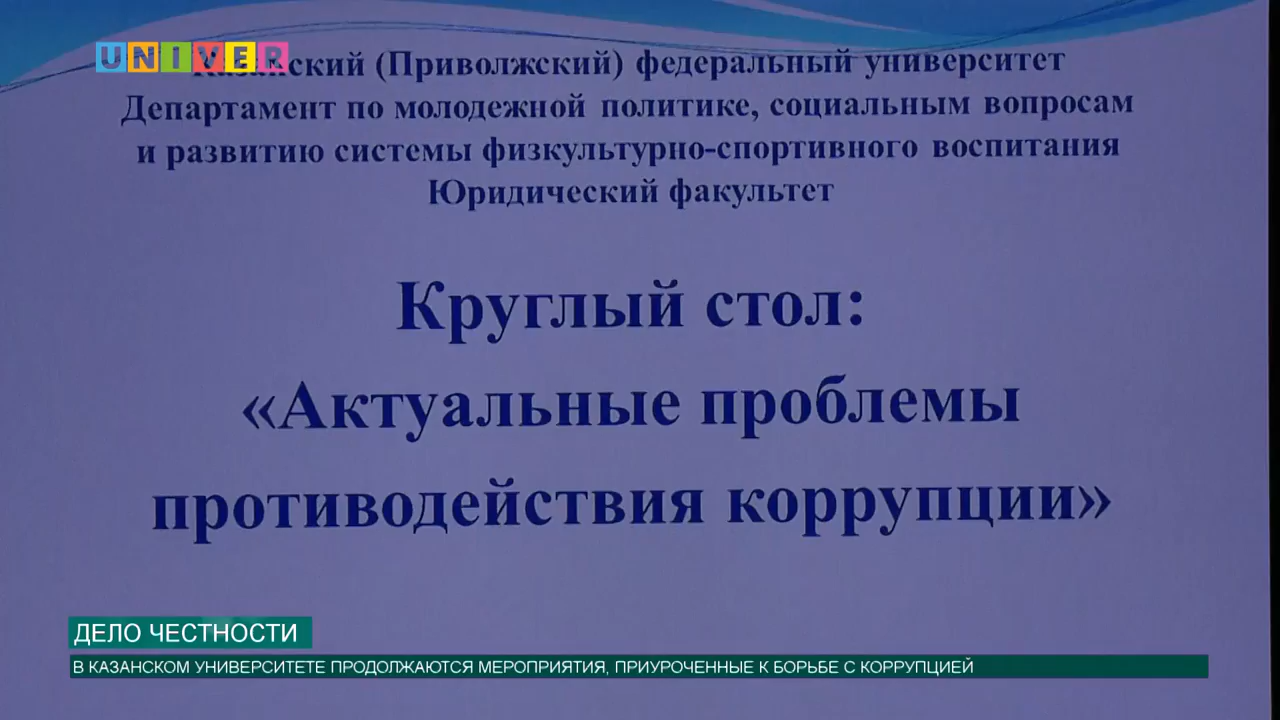 UNIVER
(Приволжский) федеральный университет
Департамент по молодежной политике, социальным вопросам
и развитию системы физкультурно-спортивного воспитания
Юридический факультет
Круглый стол:
«Актуальные проблемы
противодействия коррупции»
ДЕЛО ЧЕСТНОСТИ
В КАЗАНСКОМ УНИВЕРСИТЕТЕ ПРОДОЛЖАЮТСЯ МЕРОПРИЯТИЯ, ПРИУРОЧЕННЫЕ К БОРЬБЕ С КОРРУПЦИЕЙ